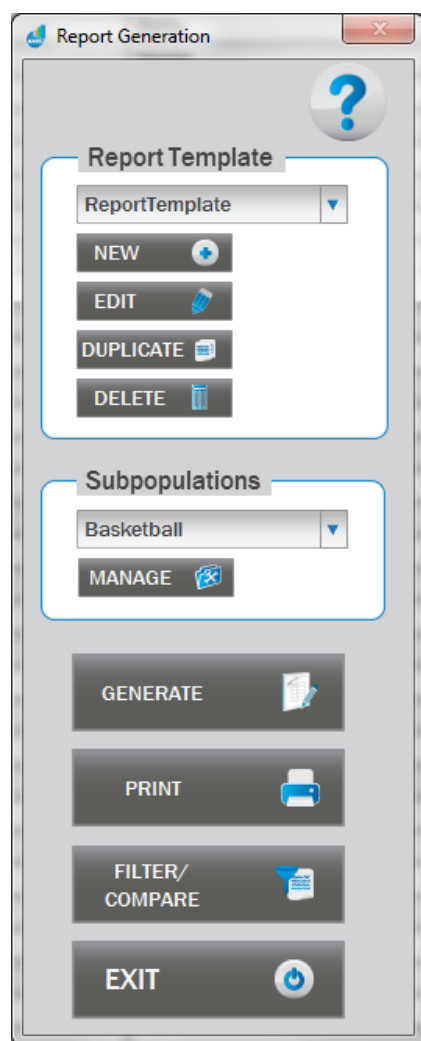 Report Generation
?
Report Template
ReportTemplate
NEW
EDIT
DUPLICATE
DELETE
Subpopulations
Basketball
MANAGE
GENERATE
PRINT
FILTER/
COMPARE
EXIT